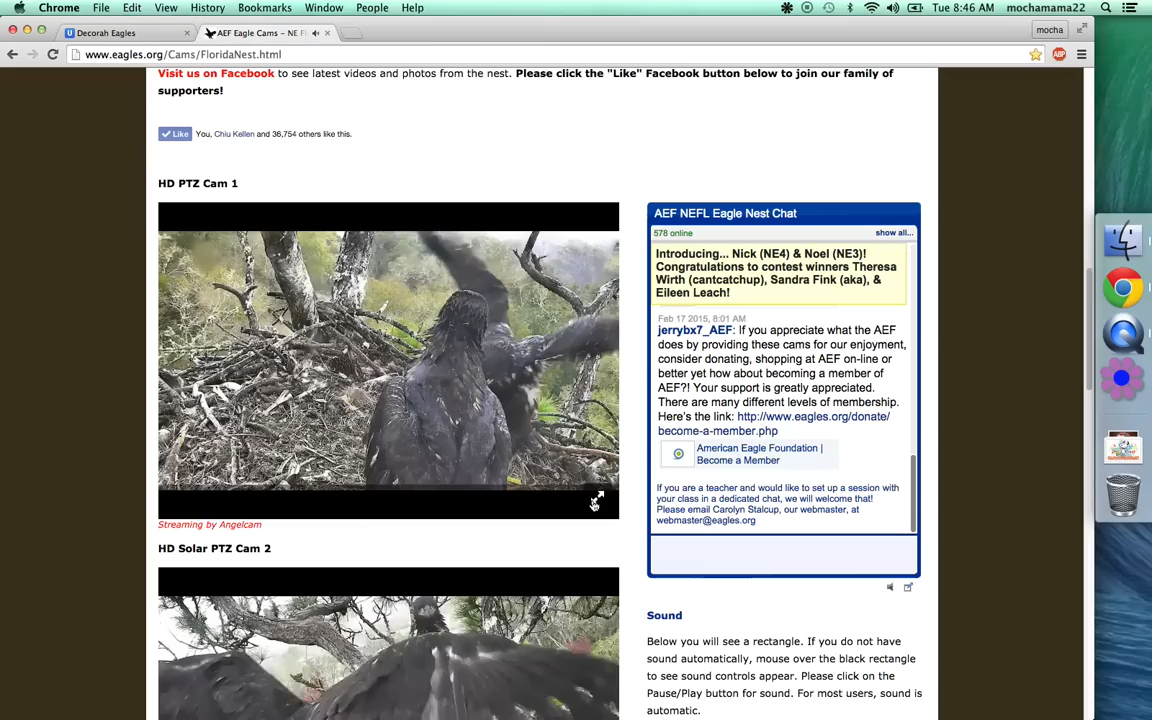 Chrome File Edit View History Bookmarks Window People Help Tue 8:46 AM mochamama22
Decorah Eagles
AEF Eagle Cams - NE F
mocha
www.eagles.org/Cams/FloridaNest.html
ABP
Visit us on Facebook to see latest videos and photos from the nest. Please click the "Like" Facebook button below to join our family of
supporters!
Like You, Chiu Kellen and 36,754 others like this.
HD PTZ Cam 1
Streaming by Angelcam
HD Solar PTZ Cam 2
AEF NEFL Eagle Nest Chat
578 online show all...
Introducing... Nick (NE4) & Noel (NE3)!
Congratulations to contest winners Theresa
Wirth (cantcatchup), Sandra Fink (aka), &
Eileen Leach!
Feb 17 2015, 8:01 AM
jerrybx7_AEF: If you appreciate what the AEF
does by providing these cams for our enjoyment,
consider donating, shopping at AEF on-line or
better yet how about becoming a member of
AEF?! Your support is greatly appreciated.
There are many different levels of membership.
Here's the link: http://www.eagles.org/donate/
become-a-member.php
American Eagle Foundation |
Become a Member
If you are a teacher and would like to set up a session with
your class in a dedicated chat, we will welcome that!
Please email Carolyn Stalcup, our webmaster, at
webmaster@eagles.org
Sound
Below you will see a rectangle. If you do not have
sound automatically, mouse over the black rectangle
to see sound controls appear. Please click on the
Pause/Play button for sound. For most users, sound is
automatic.